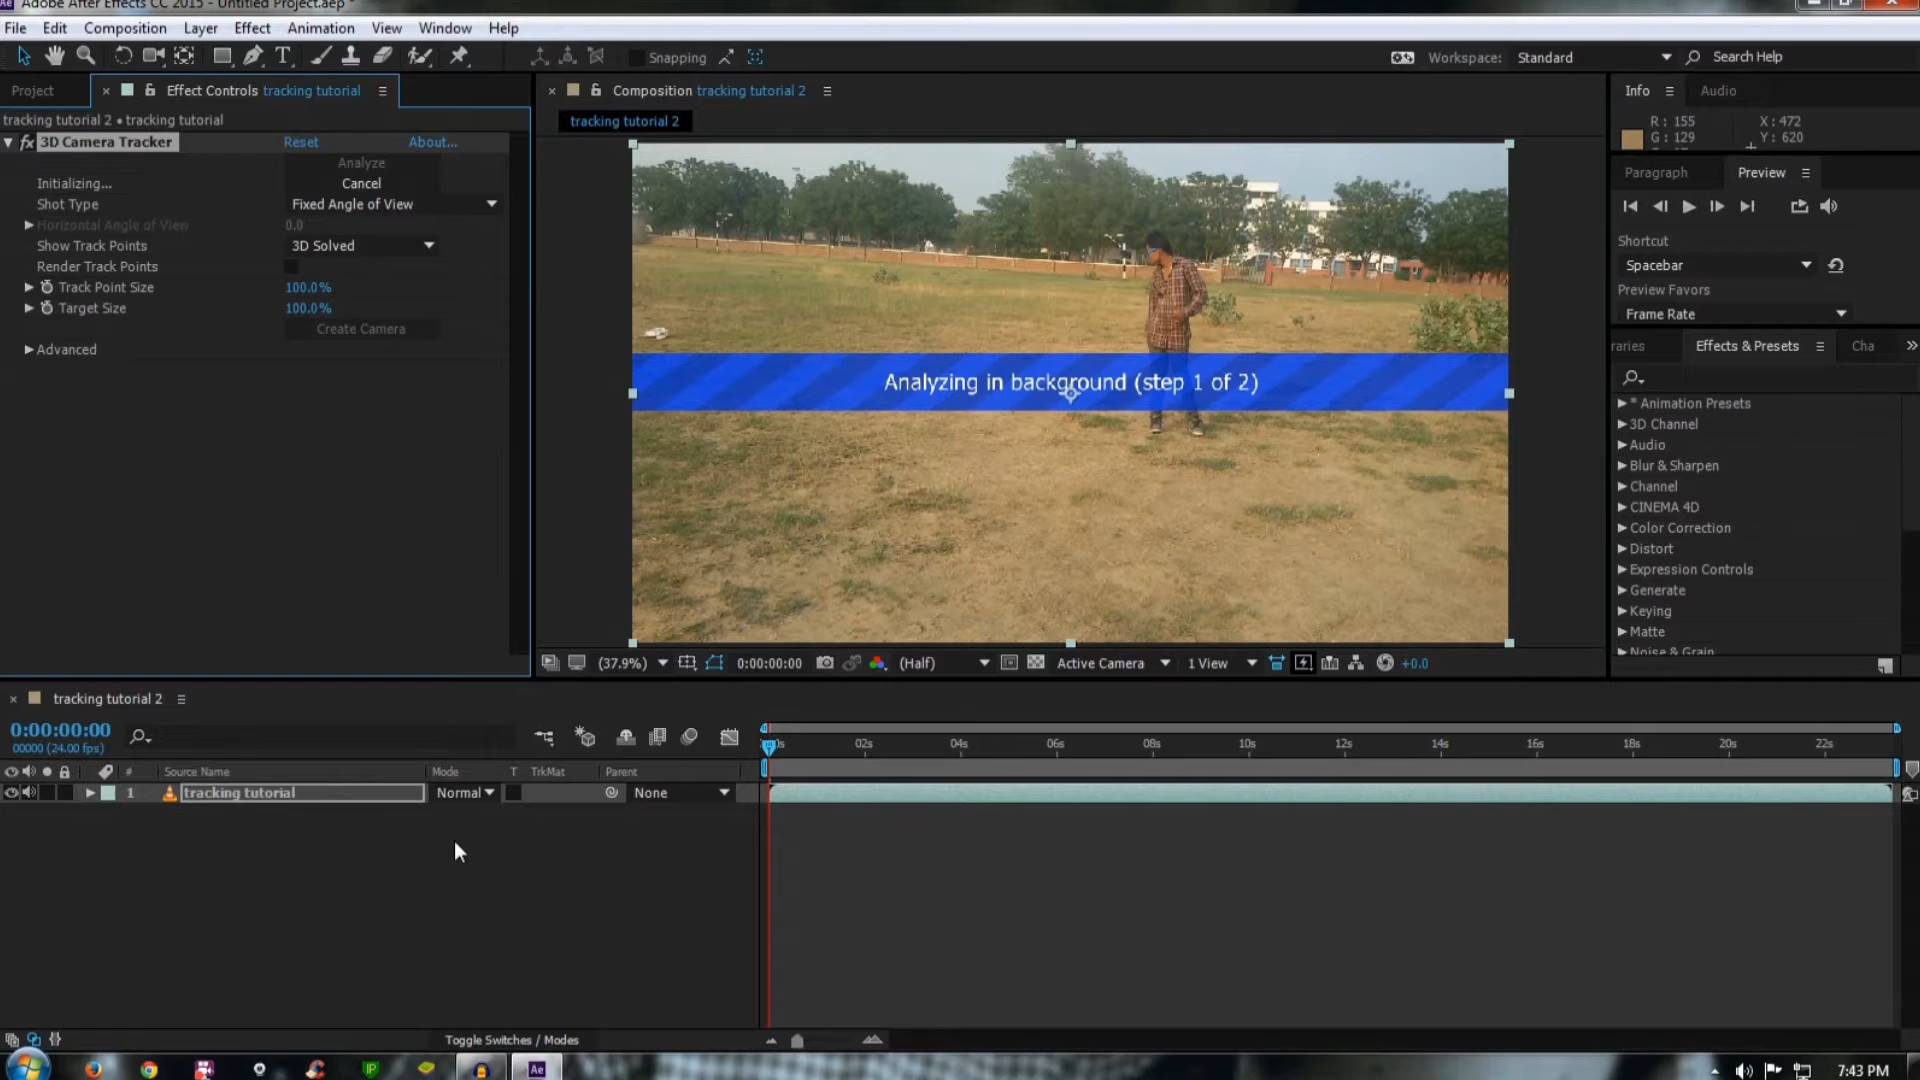 Adobe After Effects CC 2015 - Untitled Project.aep *
File Edit Composition Layer Effect Animation View Window Help
Snapping Workspace: Standard Search Help
Project Effect Controls tracking tutorial
tracking tutorial 2 • tracking tutorial
fx 3D Camera Tracker Reset About...
Analyze
Initializing... Cancel
Shot Type Fixed Angle of View
Horizontal Angle of View 0.0
Show Track Points 3D Solved
Render Track Points
Track Point Size 100.0%
Target Size 100.0%
Create Camera
Advanced
Composition tracking tutorial 2
tracking tutorial 2
Analyzing in background (step 1 of 2)
(37.9%) 0:00:00:00 (Half) Active Camera 1 View +0.0
Info Audio
R : 155 X : 472
G : 129 Y : 620
Paragraph Preview
Shortcut
Spacebar
Preview Favors
Frame Rate
raries Effects & Presets Cha
* Animation Presets
3D Channel
Audio
Blur & Sharpen
Channel
CINEMA 4D
Color Correction
Distort
Expression Controls
Generate
Keying
Matte
Noise & Grain
tracking tutorial 2
0:00:00:00
00000 (24.00 fps)
02s 04s 06s 08s 10s 12s 14s 16s 18s 20s 22s
# Source Name Mode T TrkMat Parent
1 tracking tutorial Normal None
Toggle Switches / Modes
Ae
7:43 PM